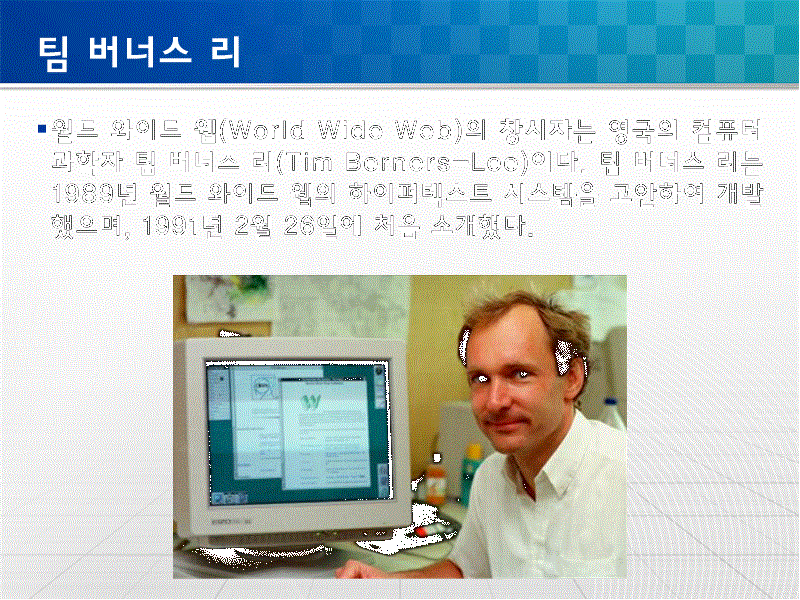 팀 버너스 리
월드 와이드 웹(World Wide Web)의 창시자는 영국의 컴퓨터
과학자 팀 버너스 리(Tim Berners-Lee)이다. 팀 버너스 리는
1989년 월드 와이드 웹의 하이퍼텍스트 시스템을 고안하여 개발
했으며, 1991년 2월 26일에 처음 소개했다.
W